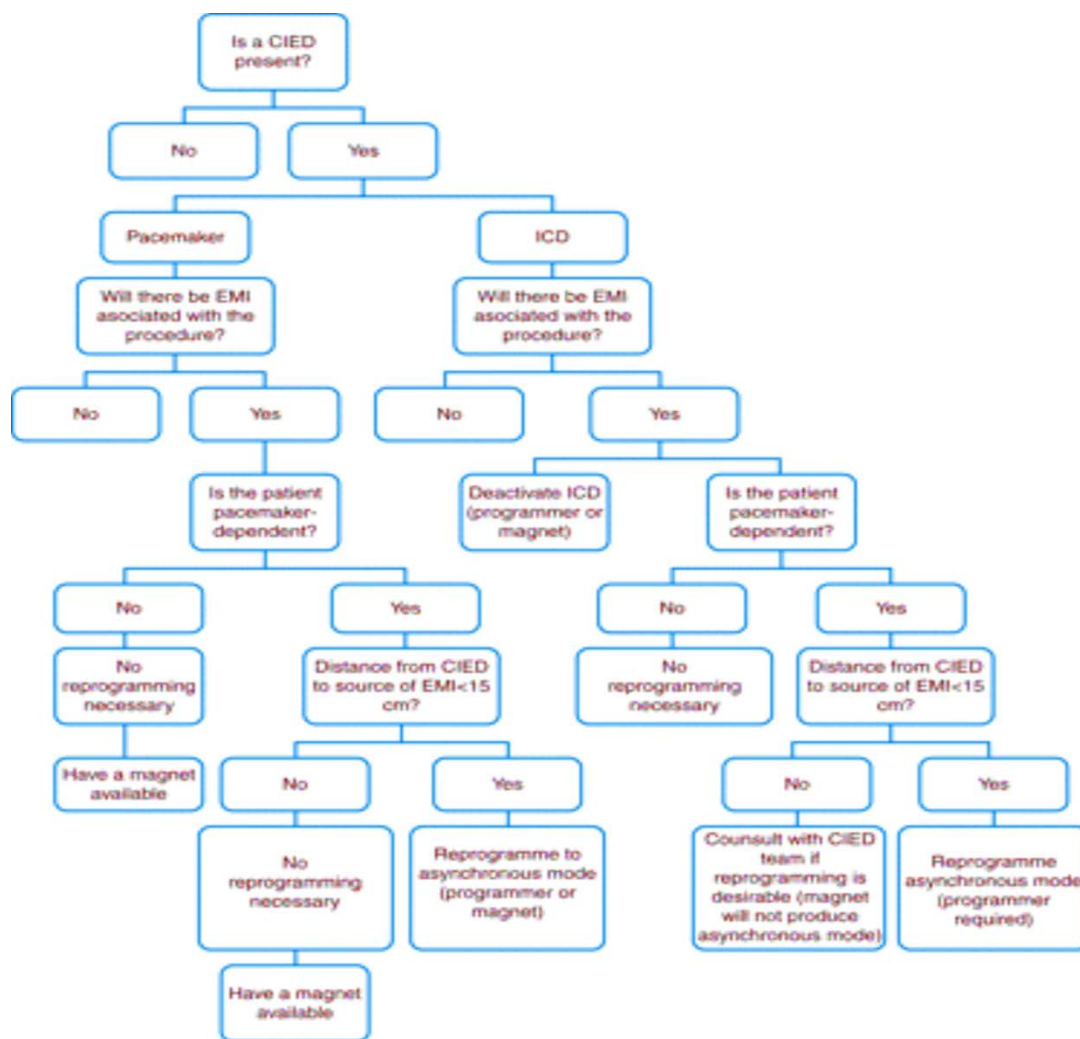 Is a CIED
present?
No
Yes
Pacemaker
ICD
Will there be EMI
asociated with the
procedure?
Will there be EMI
asociated with the
procedure?
No
Yes
No
Yes
Is the patient
pacemaker-
dependent?
Deactivate ICD
(programmer or
magnet)
Is the patient
pacemaker-
dependent?
No
Yes
No
Yes
No
reprogramming
necessary
Distance from CIED
to source of EMI<15
cm?
No
reprogramming
necessary
Distance from CIED
to source of EMI<15
cm?
Have a magnet
available
No
Yes
No
Yes
No
reprogramming
necessary
Reprogramme to
asynchronous mode
(programmer or
magnet)
Counsult with CIED
team if
reprogramming is
desirable (magnet
will not produce
asynchronous mode)
Reprogramme
asynchronous mode
(programmer
required)
Have a magnet
available